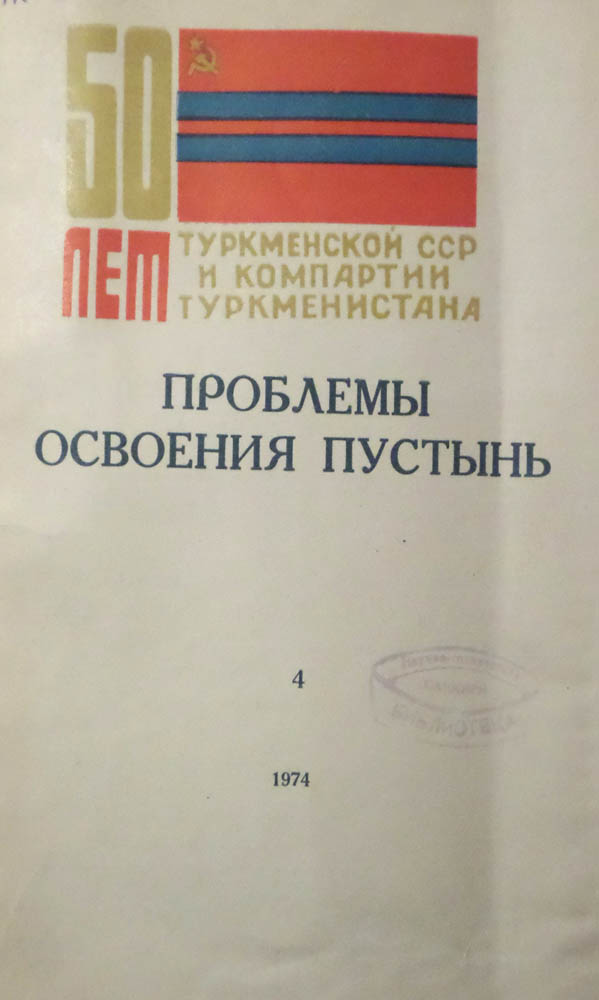 50
ЛЕТ
ТУРКМЕНСКОЙ ССР
И КОМПАРТИИ
ТУРКМЕНИСТАНА
ПРОБЛЕМЫ
ОСВОЕНИЯ ПУСТЫНЬ
4
1974